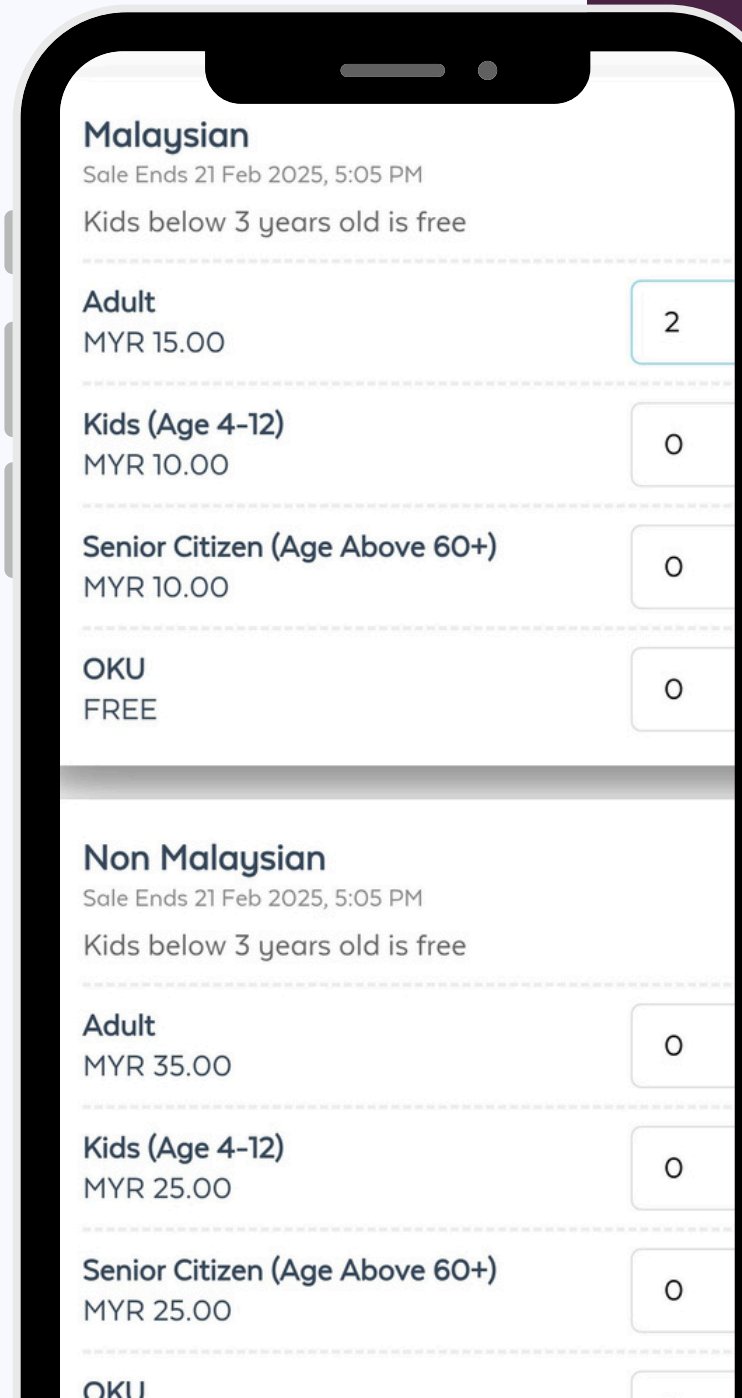 Malaysian
Sale Ends 21 Feb 2025, 5:05 PM
Kids below 3 years old is free
Adult
MYR 15.00
2
Kids (Age 4-12)
MYR 10.00
0
Senior Citizen (Age Above 60+)
MYR 10.00
0
OKU
FREE
0
Non Malaysian
Sale Ends 21 Feb 2025, 5:05 PM
Kids below 3 years old is free
Adult
MYR 35.00
0
Kids (Age 4-12)
MYR 25.00
0
Senior Citizen (Age Above 60+)
MYR 25.00
0
OKU